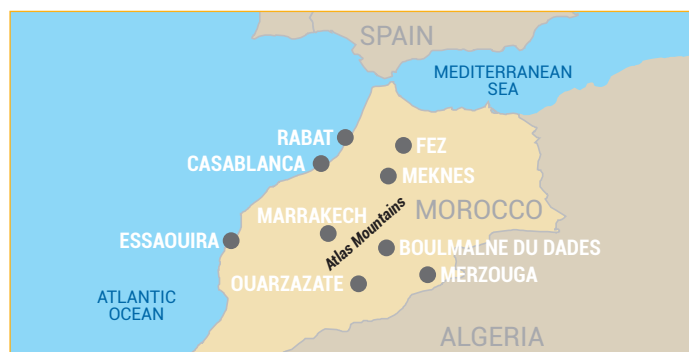 SPAIN
MEDITERRANEAN
SEA
RABAT
FEZ
CASABLANCA
MEKNES
MARRAKECH
MOROCCO
Atlas Mountains
ESSAOUIRA
BOULMALNE DU DADES
MERZOUGA
OUARZAZATE
ATLANTIC
OCEAN
ALGERIA